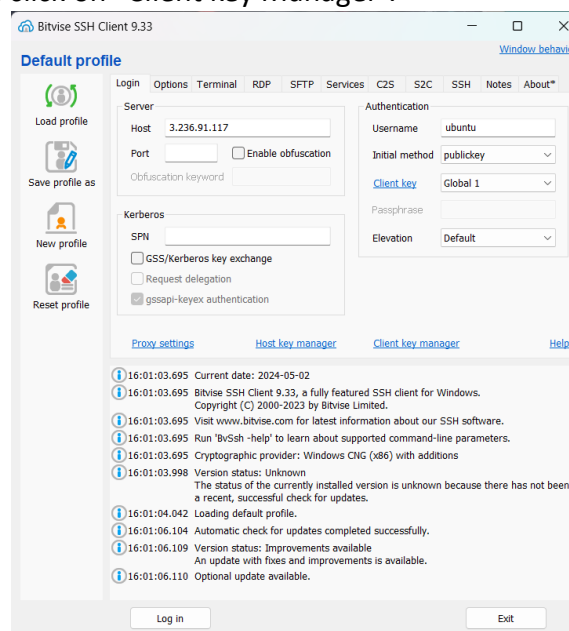 click on "Client key manager".
Bitvise SSH Client 9.33
Default profile
Window behavi
Load profile
Save profile as
New profile
Reset profile
Login Options Terminal RDP SFTP Services C2S S2C SSH Notes About*
Server
Host 3.236.91.117
Port Enable obfuscation
Obfuscation keyword
Kerberos
SPN
GSS/Kerberos key exchange
Request delegation
gssapi-keyex authentication
Authentication
Username ubuntu
Initial method publickey
Client key Global 1
Passphrase
Elevation Default
Proxy settings Host key manager Client key manager Help
16:01:03.695 Current date: 2024-05-02
16:01:03.695 Bitvise SSH Client 9.33, a fully featured SSH client for Windows.
Copyright (C) 2000-2023 by Bitvise Limited.
16:01:03.695 Visit www.bitvise.com for latest information about our SSH software.
16:01:03.695 Run 'BvSsh -help' to learn about supported command-line parameters.
16:01:03.695 Cryptographic provider: Windows CNG (x86) with additions
16:01:03.998 Version status: Unknown
The status of the currently installed version is unknown because there has not been
a recent, successful check for updates.
16:01:04.042 Loading default profile.
16:01:06.104 Automatic check for updates completed successfully.
16:01:06.109 Version status: Improvements available
An update with fixes and improvements is available.
16:01:06.110 Optional update available.
Log in Exit